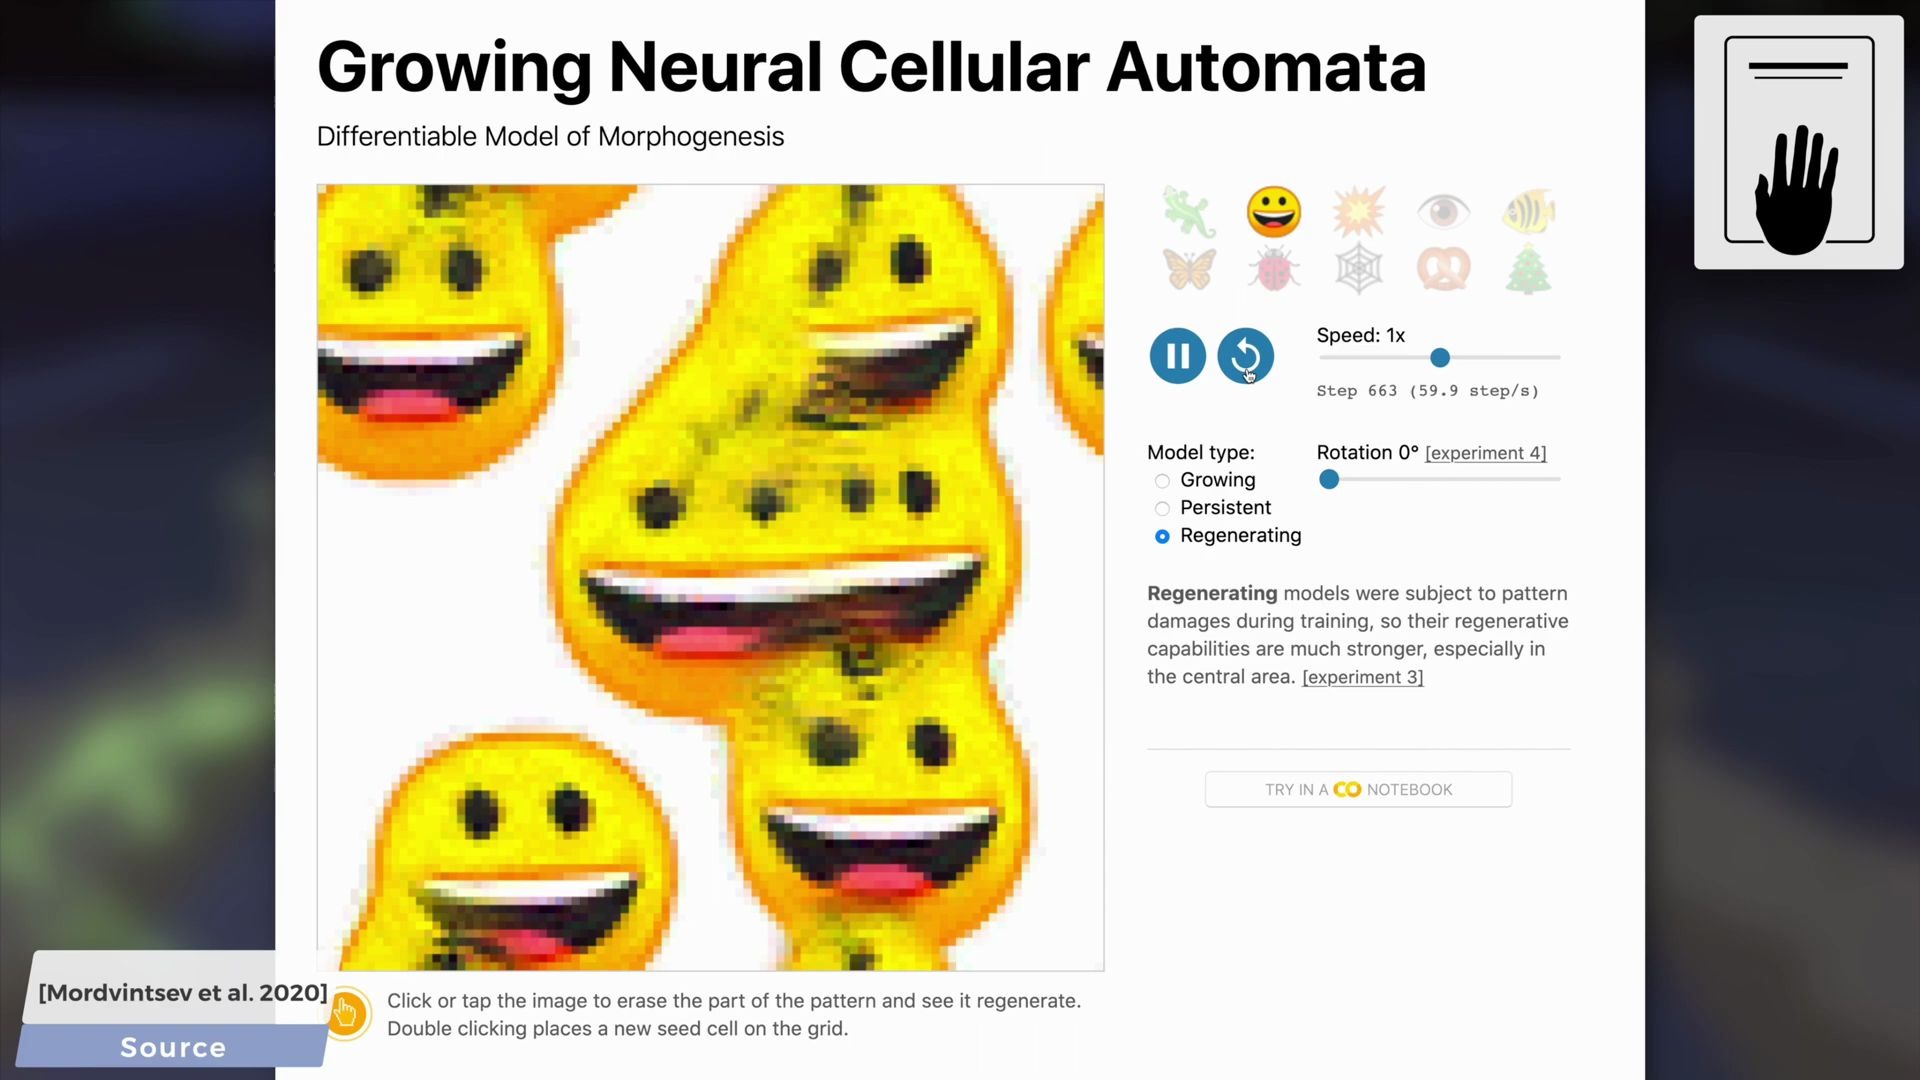 Growing Neural Cellular Automata
Differentiable Model of Morphogenesis
Speed: 1x
Step 663 (59.9 step/s)
Model type:
Growing
Persistent
Regenerating
Rotation 0° [experiment 4]
Regenerating models were subject to pattern
damages during training, so their regenerative
capabilities are much stronger, especially in
the central area. [experiment 3]
TRY IN A CO NOTEBOOK
Click or tap the image to erase the part of the pattern and see it regenerate.
Double clicking places a new seed cell on the grid.
[Mordvintsev et al. 2020]
Source